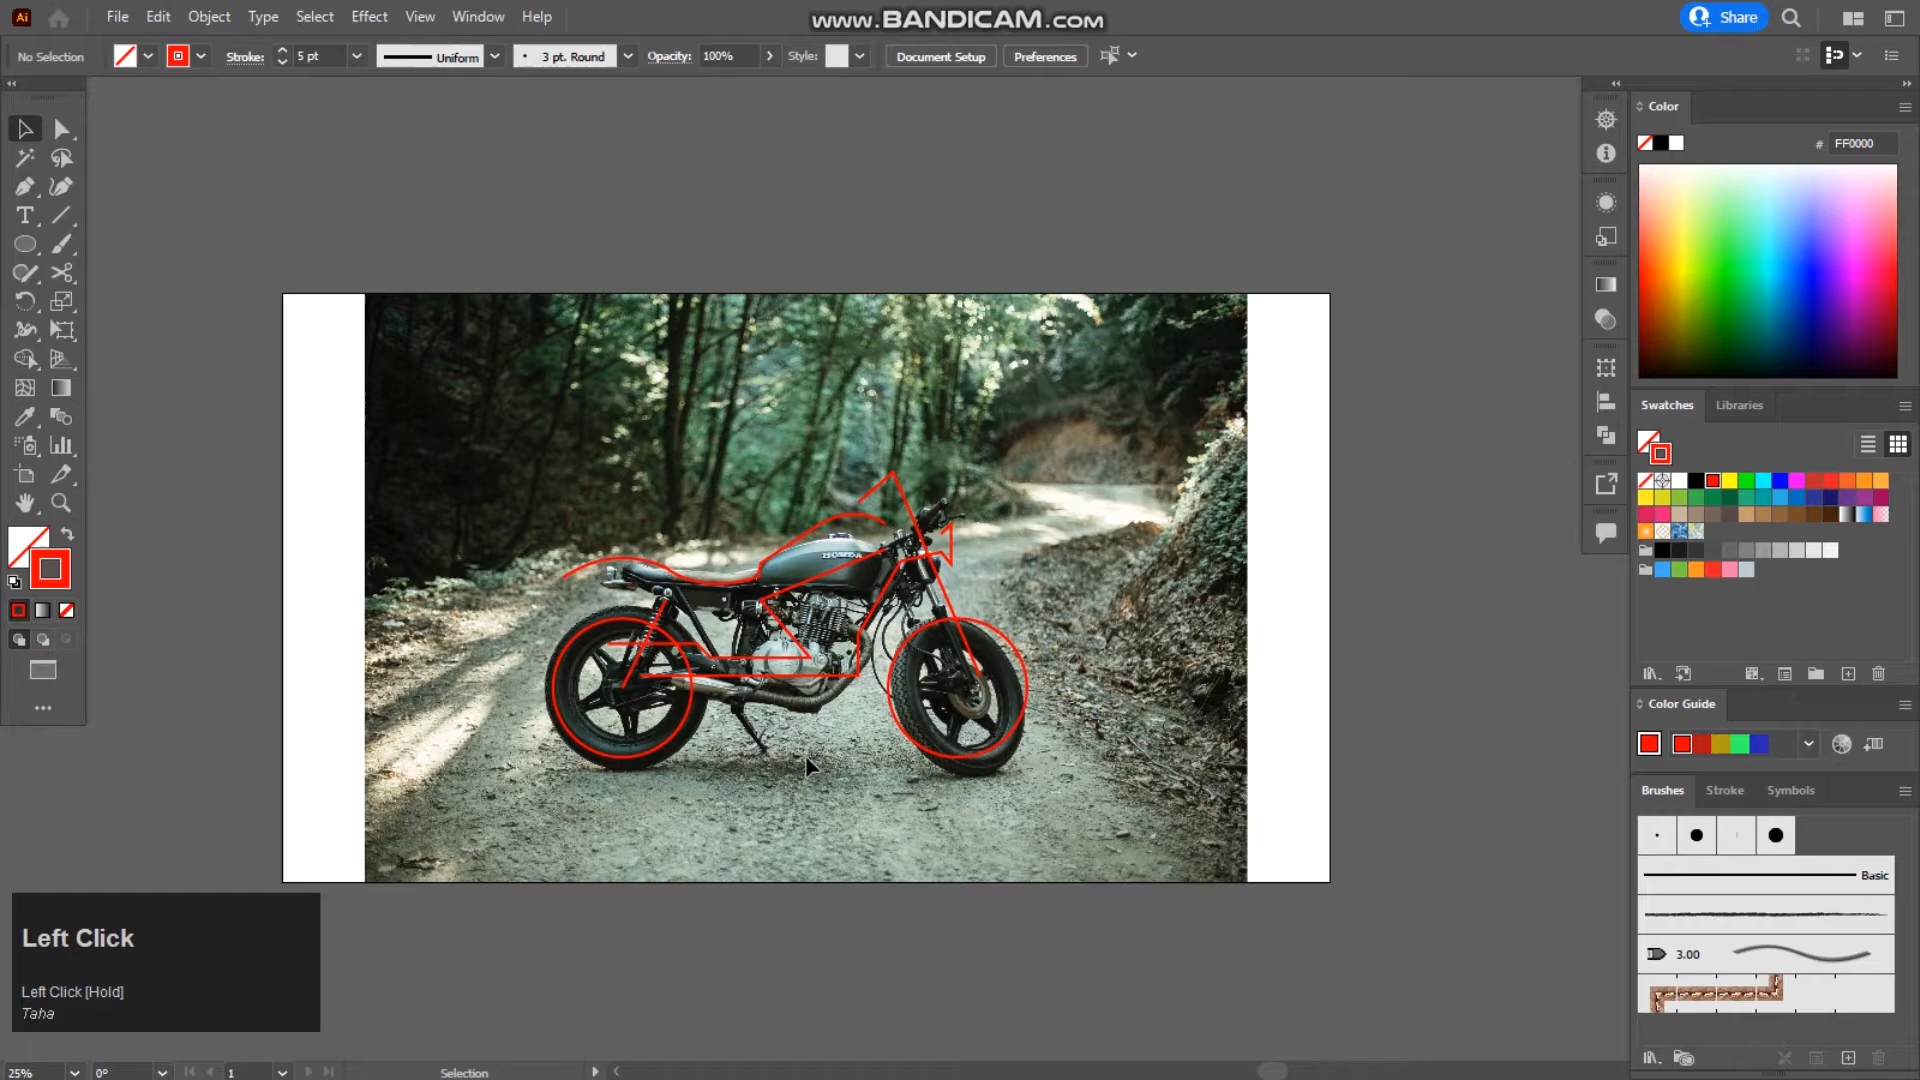 www.BANDICAM.com
Ai File Edit Object Type Select Effect View Window Help
Share
No Selection
Stroke: 5 pt
Uniform
3 pt. Round
Opacity: 100%
Style:
Document Setup
Preferences
Color
# FF0000
Swatches Libraries
Color Guide
Brushes Stroke Symbols
Basic
3.00
HONDA
Left Click
Left Click [Hold]
Taha
25% 0° 1 Selection